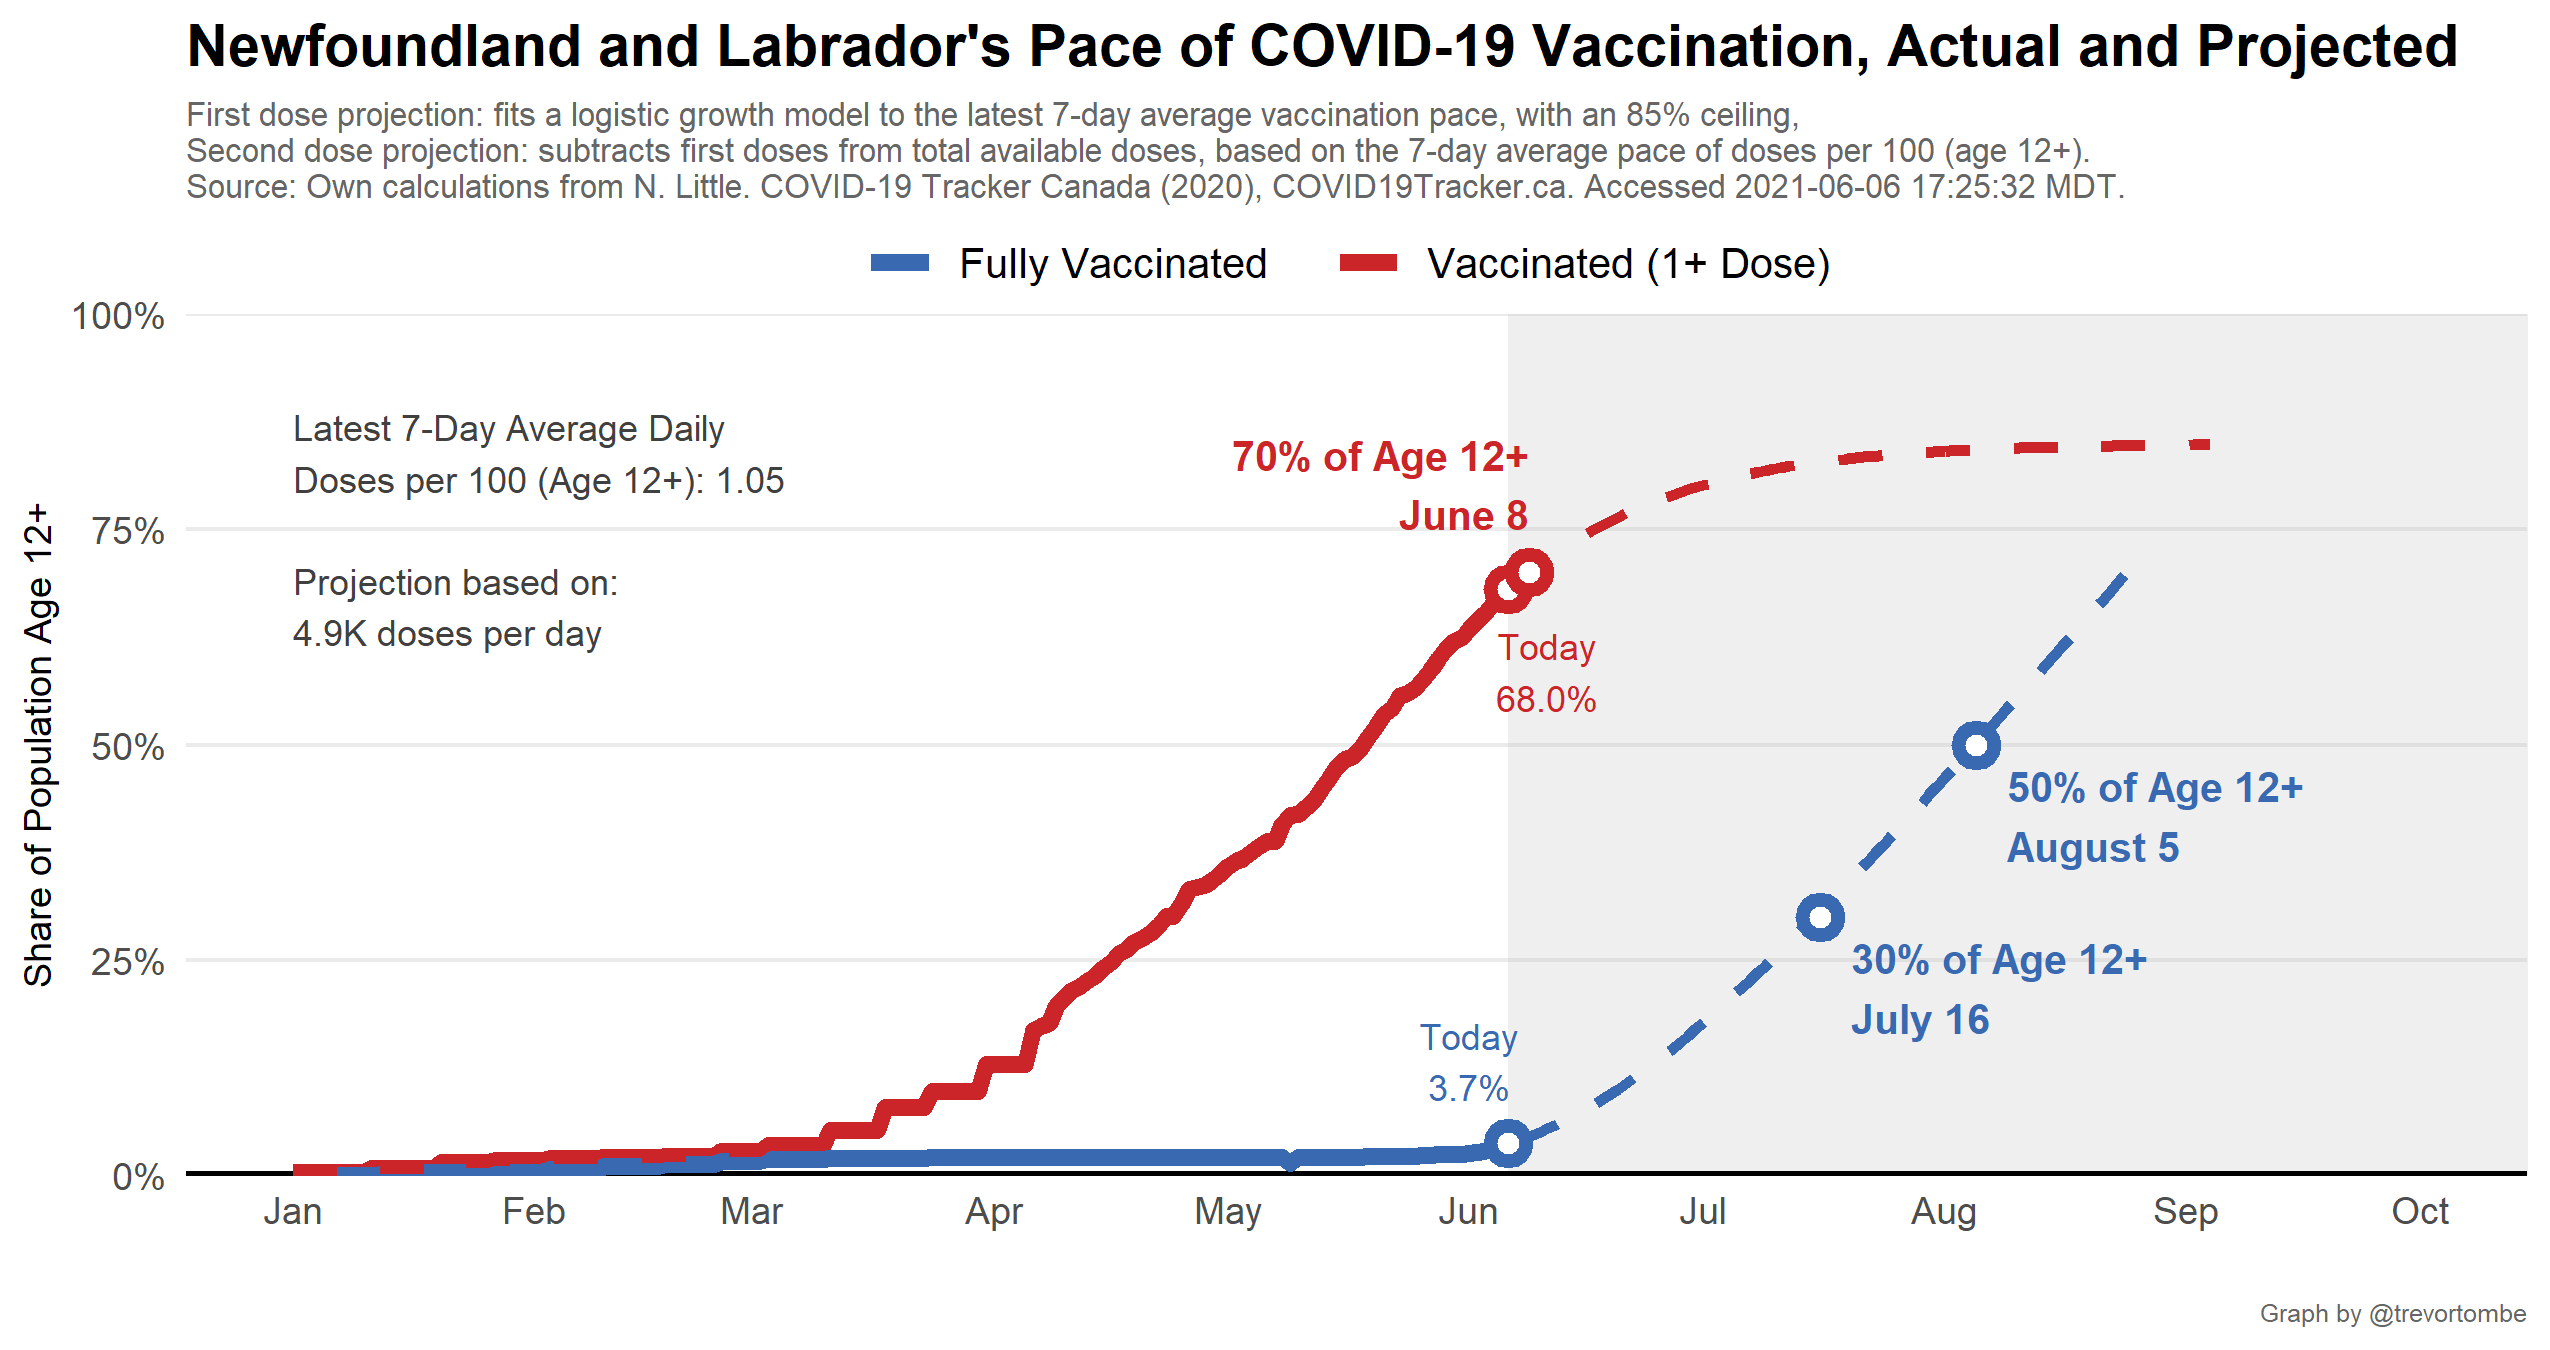 Newfoundland and Labrador's Pace of COVID-19 Vaccination, Actual and Projected
First dose projection: fits a logistic growth model to the latest 7-day average vaccination pace, with an 85% ceiling,
Second dose projection: subtracts first doses from total available doses, based on the 7-day average pace of doses per 100 (age 12+).
Source: Own calculations from N. Little. COVID-19 Tracker Canada (2020), COVID19Tracker.ca. Accessed 2021-06-06 17:25:32 MDT.
Fully Vaccinated
Vaccinated (1+ Dose)
Share of Population Age 12+
100%
75%
50%
25%
0%
Latest 7-Day Average Daily
Doses per 100 (Age 12+): 1.05
Projection based on:
4.9K doses per day
70% of Age 12+
June 8
Today
68.0%
50% of Age 12+
August 5
30% of Age 12+
July 16
Today
3.7%
Jan
Feb
Mar
Apr
May
Jun
Jul
Aug
Sep
Oct
Graph by @trevortombe